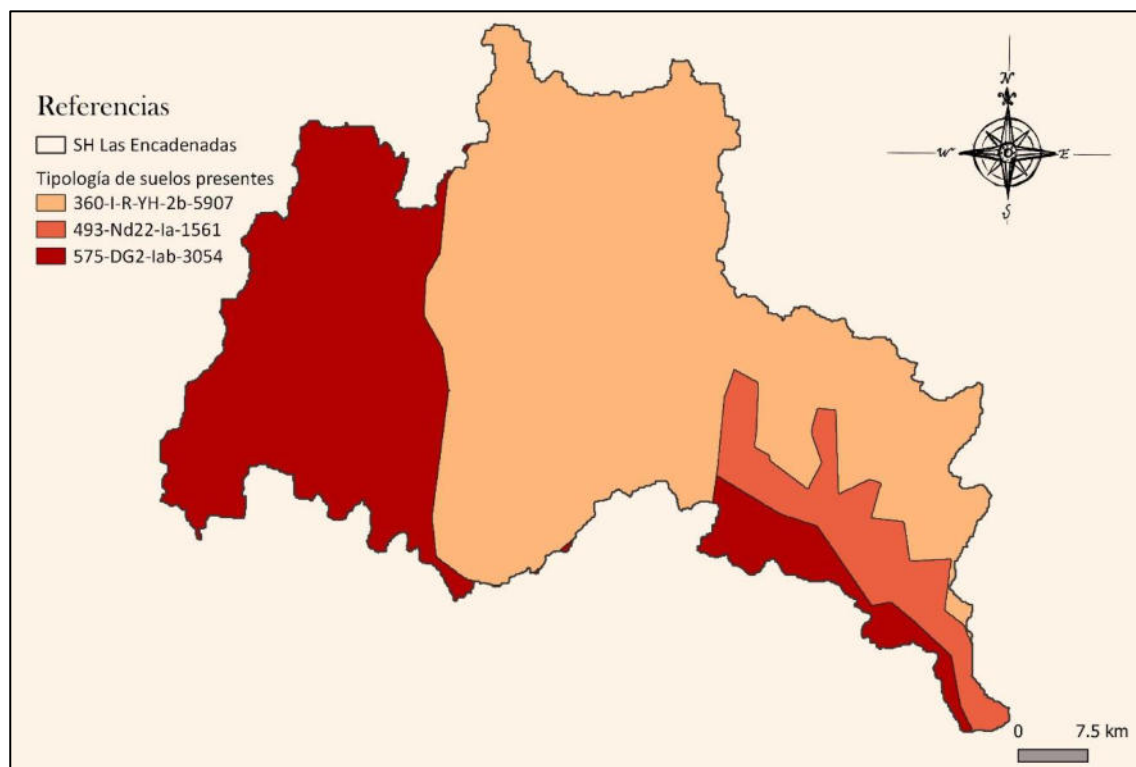 Referencias
SH Las Encadenadas
Tipología de suelos presentes
360-I-R-YH-2b-5907
493-Nd22-Ia-1561
575-DG2-Iab-3054
N
W
E
S
0 7.5 km